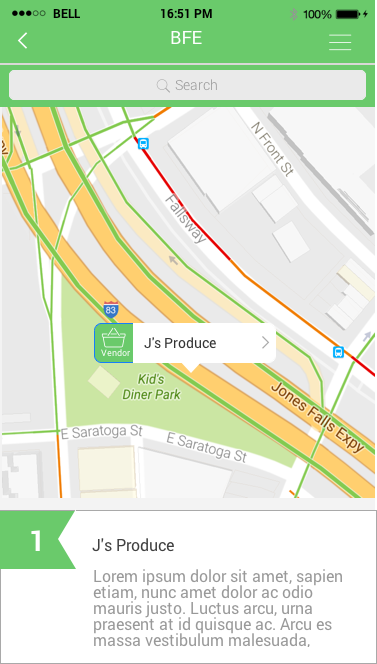 BELL 16:51 PM 100%
BFE
Search
N Front St
Fallsway
83
Vendor J's Produce
Kid's
Diner Park
Jones Falls Expy
E Saratoga St
E Saratoga St
1 J's Produce
Lorem ipsum dolor sit amet, sapien
etiam, nunc amet dolor ac odio
mauris justo. Luctus arcu, urna
praesent at id quisque ac. Arcu es
massa vestibulum malesuada,